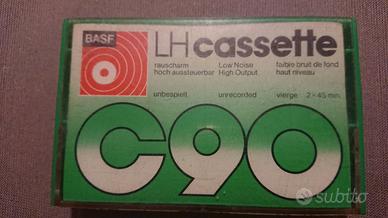 BASF
LH cassette
rauscharm Low Noise faible bruit de fond
hoch aussteuerbar High Output haut niveau
unbespielt unrecorded vierge 2 × 45 min.
C90
subito